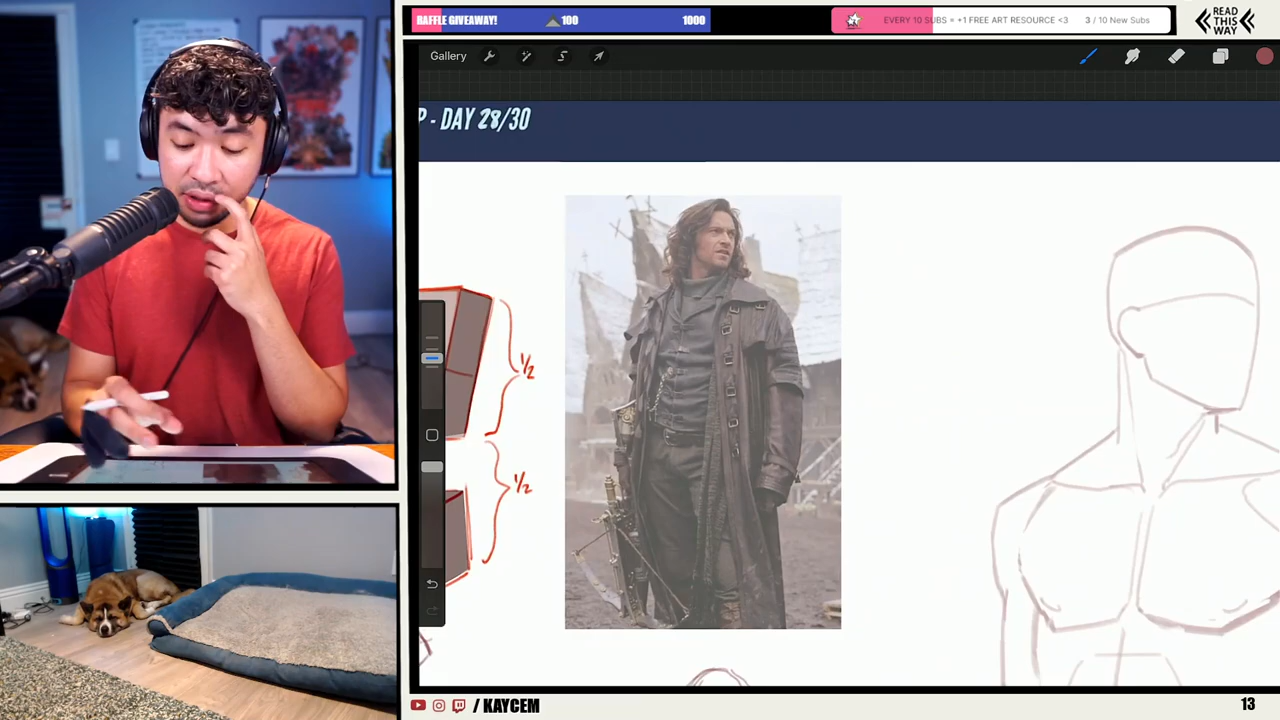 RAFFLE GIVEAWAY!
100
1000
EVERY 10 SUBS = +1 FREE ART RESOURCE <3
3 / 10 New Subs
READ
THIS
WAY
Gallery
P - DAY 28/30
1/2
1/2
/ KAYCEM
13